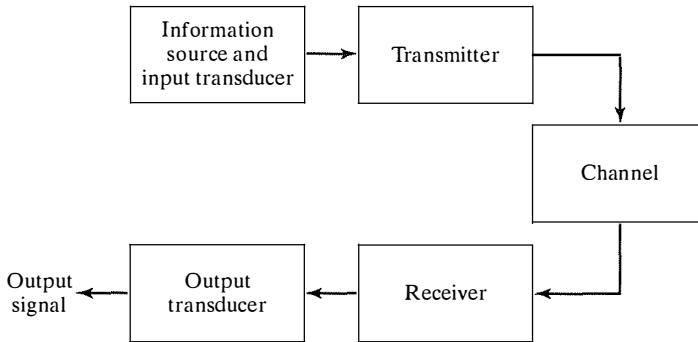 Information
source and
input transducer
Transmitter
Channel
Receiver
Output
transducer
Output
signal